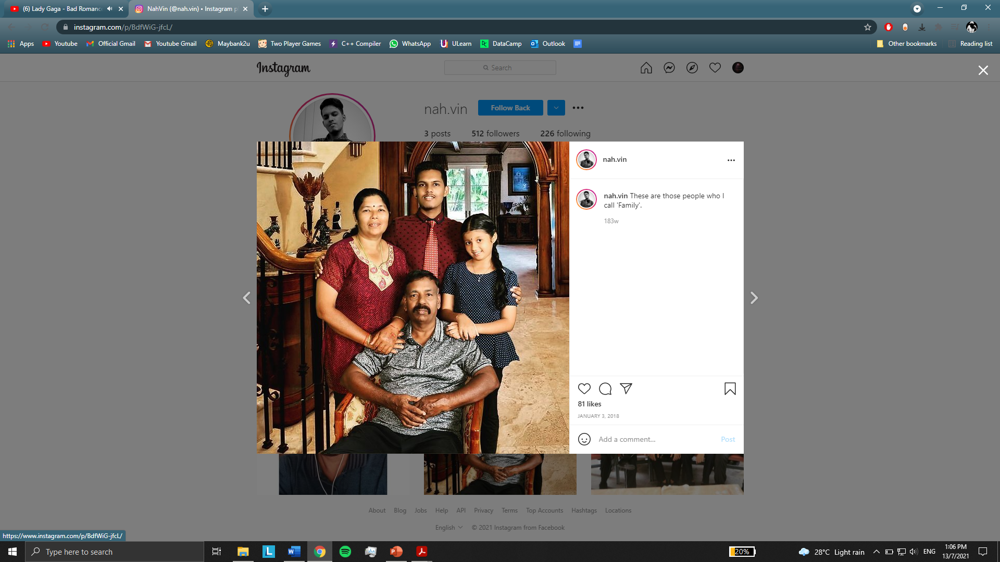 (6) Lady Gaga - Bad Romanc
NahVin (@nah.vin) • Instagram p
instagram.com/p/BdfWiG-jfcL/
Apps Youtube Official Gmail Youtube Gmail Maybank2u Two Player Games C++ Compiler WhatsApp ULearn DataCamp Outlook Other bookmarks Reading list
Instagram
Search
nah.vin Follow Back
3 posts 512 followers 226 following
nah.vin
nah.vin These are those people who I
call 'Family'.
183w
81 likes
JANUARY 3, 2018
Add a comment... Post
About Blog Jobs Help API Privacy Terms Top Accounts Hashtags Locations
English © 2021 Instagram from Facebook
https://www.instagram.com/p/BdfWiG-jfcL/
Type here to search
20%
28°C Light rain
ENG
1:06 PM
13/7/2021